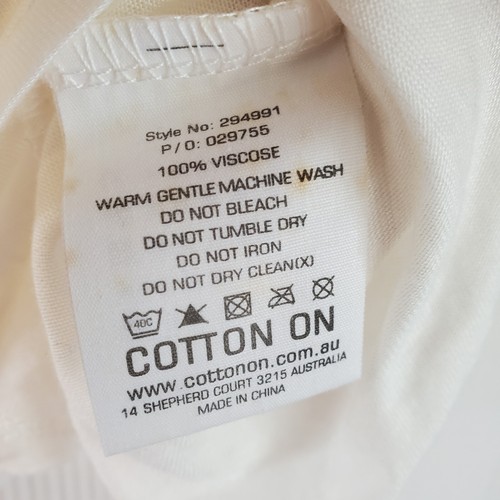 Style No: 294991
P/O: 029755
100% VISCOSE
WARM GENTLE MACHINE WASH
DO NOT BLEACH
DO NOT TUMBLE DRY
DO NOT IRON
DO NOT DRY CLEAN(X)
40C
COTTON ON
www.cottonon.com.au
14 SHEPHERD COURT 3215 AUSTRALIA
MADE IN CHINA